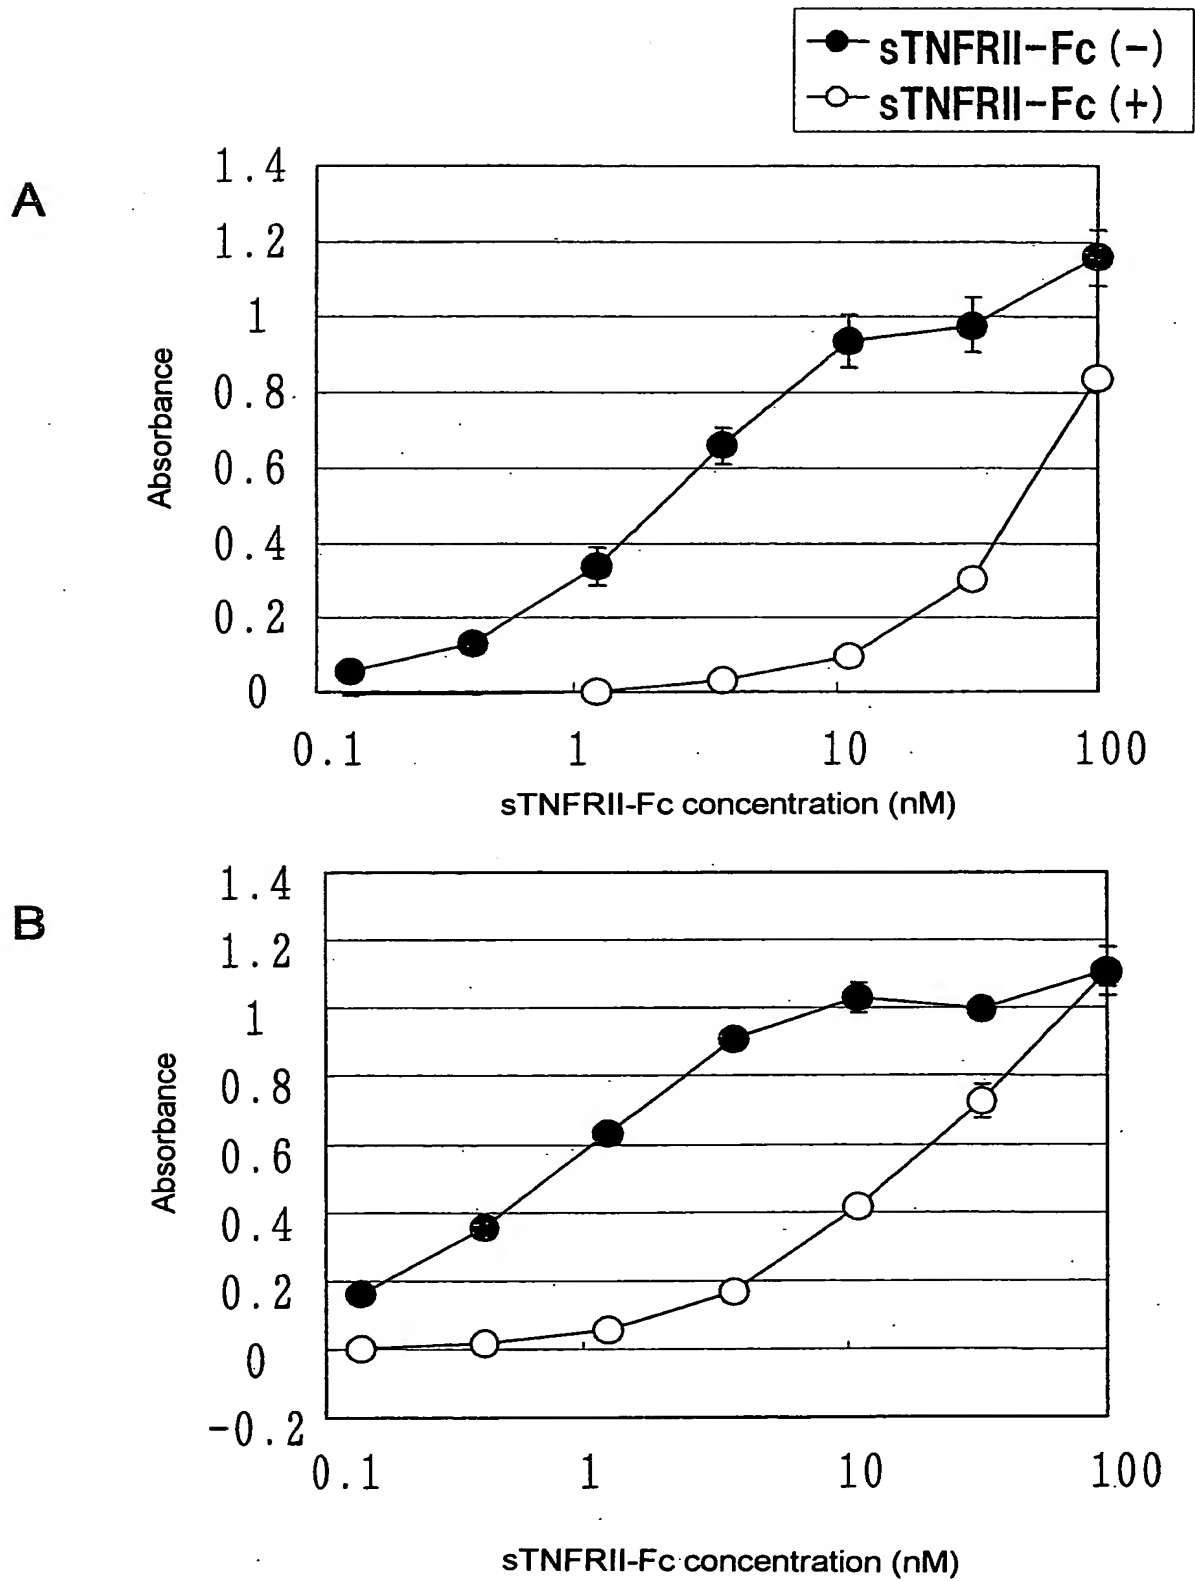 sTNFRII-Fc (-)
sTNFRII-Fc (+)
A
1.4
1.2
1
0.8
0.6
0.4
0.2
0
Absorbance
0.1 1 10 100
sTNFRII-Fc concentration (nM)
B
1.4
1.2
1
0.8
0.6
0.4
0.2
0
-0.2
Absorbance
0.1 1 10 100
sTNFRII-Fc concentration (nM)